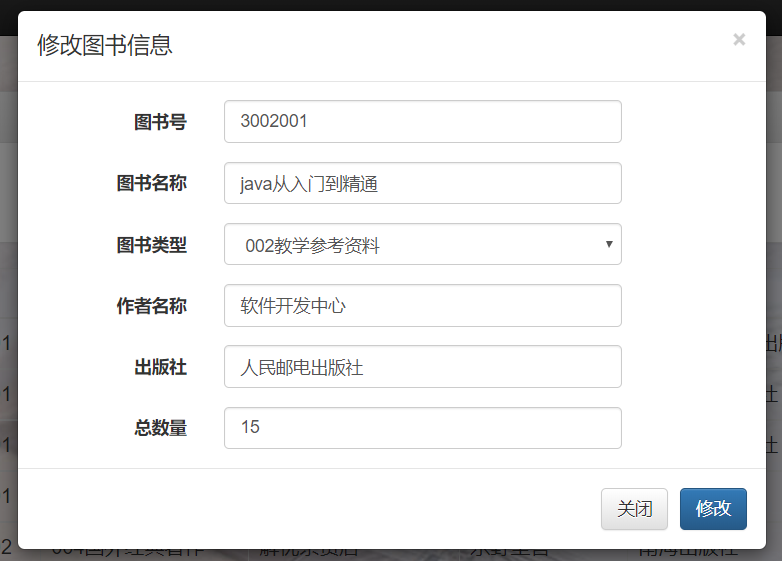 修改图书信息 ×
图书号 3002001
图书名称 java从入门到精通
图书类型 002教学参考资料
作者名称 软件开发中心
出版社 人民邮电出版社
总数量 15
关闭 修改